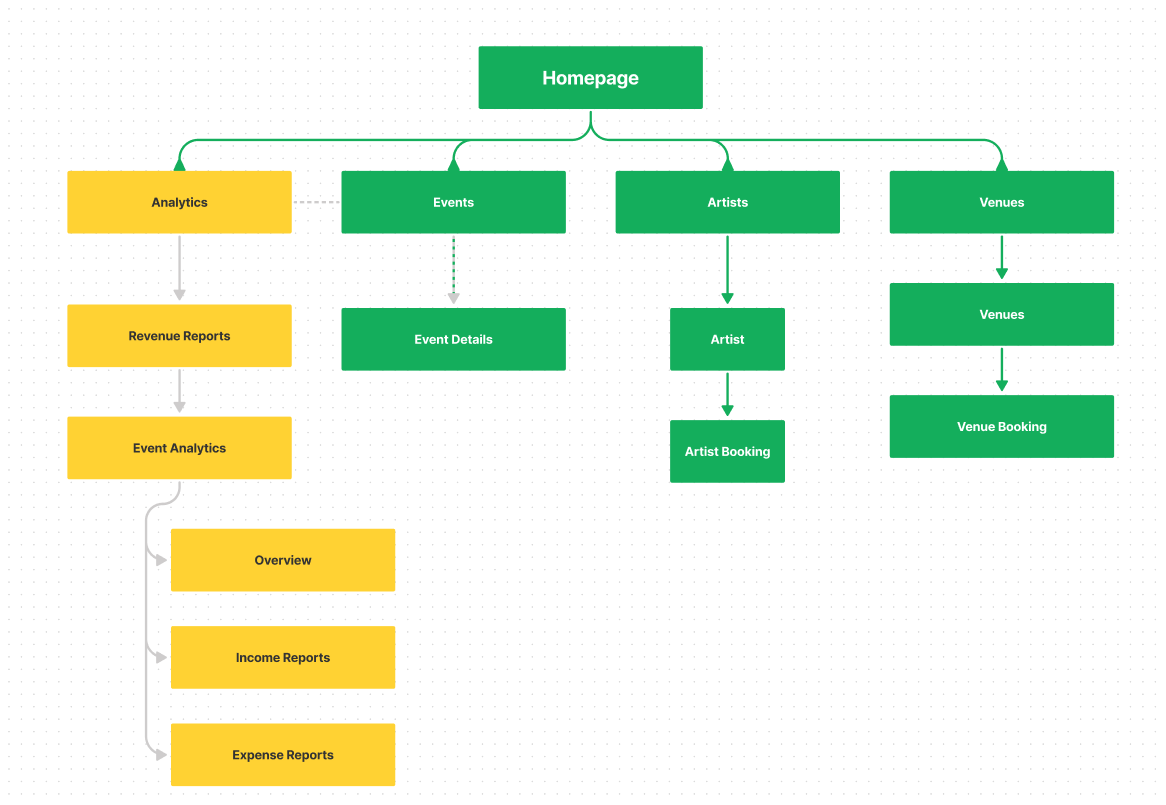 Homepage
Analytics
Events
Artists
Venues
Revenue Reports
Event Details
Artist
Venues
Event Analytics
Artist Booking
Venue Booking
Overview
Income Reports
Expense Reports